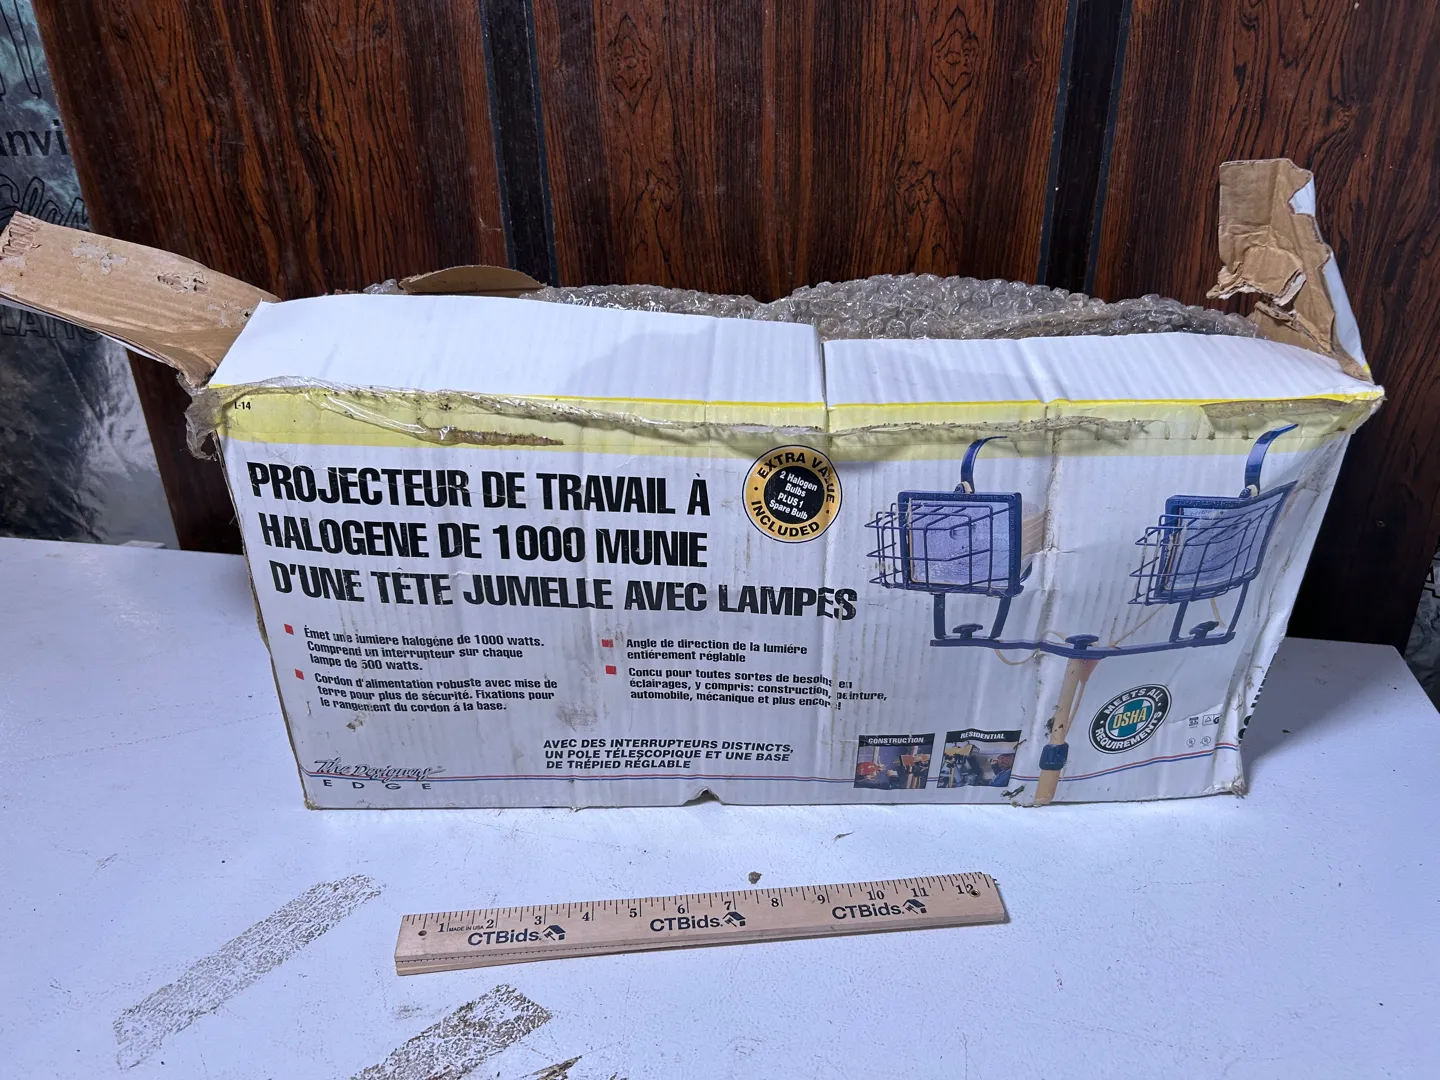 L-14
PROJECTEUR DE TRAVAIL À
HALOGENE DE 1000 MUNIE
D'UNE TETE JUMELLE AVEC LAMPES
EXTRA VALUE
2 Halogen
Bulbs
PLUS 1
Spare Bulb
INCLUDED
Émet une lumiere halogéne de 1000 watts.
Comprend un interrupteur sur chaque
lampe de 500 watts.
Cordon d'alimentation robuste avec mise de
terre pour plus de sécurité. Fixations pour
le rangement du cordon á la base.
Angle de direction de la lumiére
entiérement réglable
Concu pour toutes sortes de besoins en
éclairages, y compris: construction, peinture,
automobile, mécanique et plus encore!
AVEC DES INTERRUPTEURS DISTINCTS,
UN POLE TÉLESCOPIQUE ET UNE BASE
DE TRÉPIED RÉGLABLE
The Designers
EDGE
CONSTRUCTION
RESIDENTIAL
MEETS ALL
OSHA
REQUIREMENTS
anvi
1 2 3 4 5 6 7 8 9 10 11 12
MADE IN USA
CTBids. CTBids. CTBids.